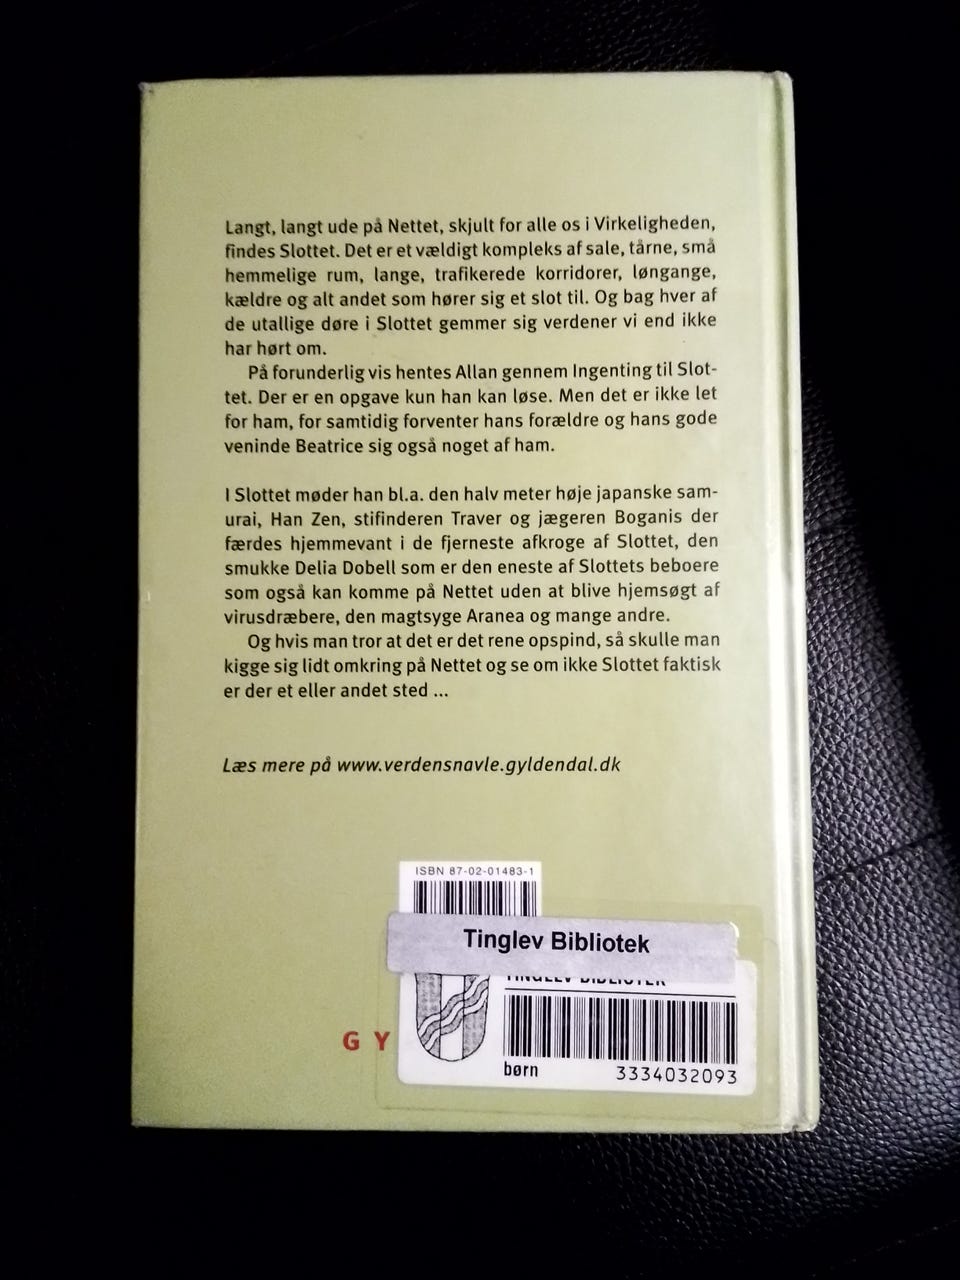 Langt, langt ude på Nettet, skjult for alle os i Virkeligheden,
findes Slottet. Det er et vældigt kompleks af sale, tårne, små
hemmelige rum, lange, trafikerede korridorer, løngange,
kældre og alt andet som hører sig et slot til. Og bag hver af
de utallige døre i Slottet gemmer sig verdener vi end ikke
har hørt om.
På forunderlig vis hentes Allan gennem Ingenting til Slot-
tet. Der er en opgave kun han kan løse. Men det er ikke let
for ham, for samtidig forventer hans forældre og hans gode
veninde Beatrice sig også noget af ham.
I Slottet møder han bl.a. den halv meter høje japanske sam-
urai, Han Zen, stifinderen Traver og jægeren Boganis der
færdes hjemmevant i de fjerneste afkroge af Slottet, den
smukke Delia Dobell som er den eneste af Slottets beboere
som også kan komme på Nettet uden at blive hjemsøgt af
virusdræbere, den magtsyge Aranea og mange andre.
Og hvis man tror at det er det rene opspind, så skulle man
kigge sig lidt omkring på Nettet og se om ikke Slottet faktisk
er der et eller andet sted ...
Læs mere på www.verdensnavle.gyldendal.dk
ISBN 87-02-01483-1
Tinglev Bibliotek
TINGLEV BIBLIOTEK
G Y
børn
3334032093